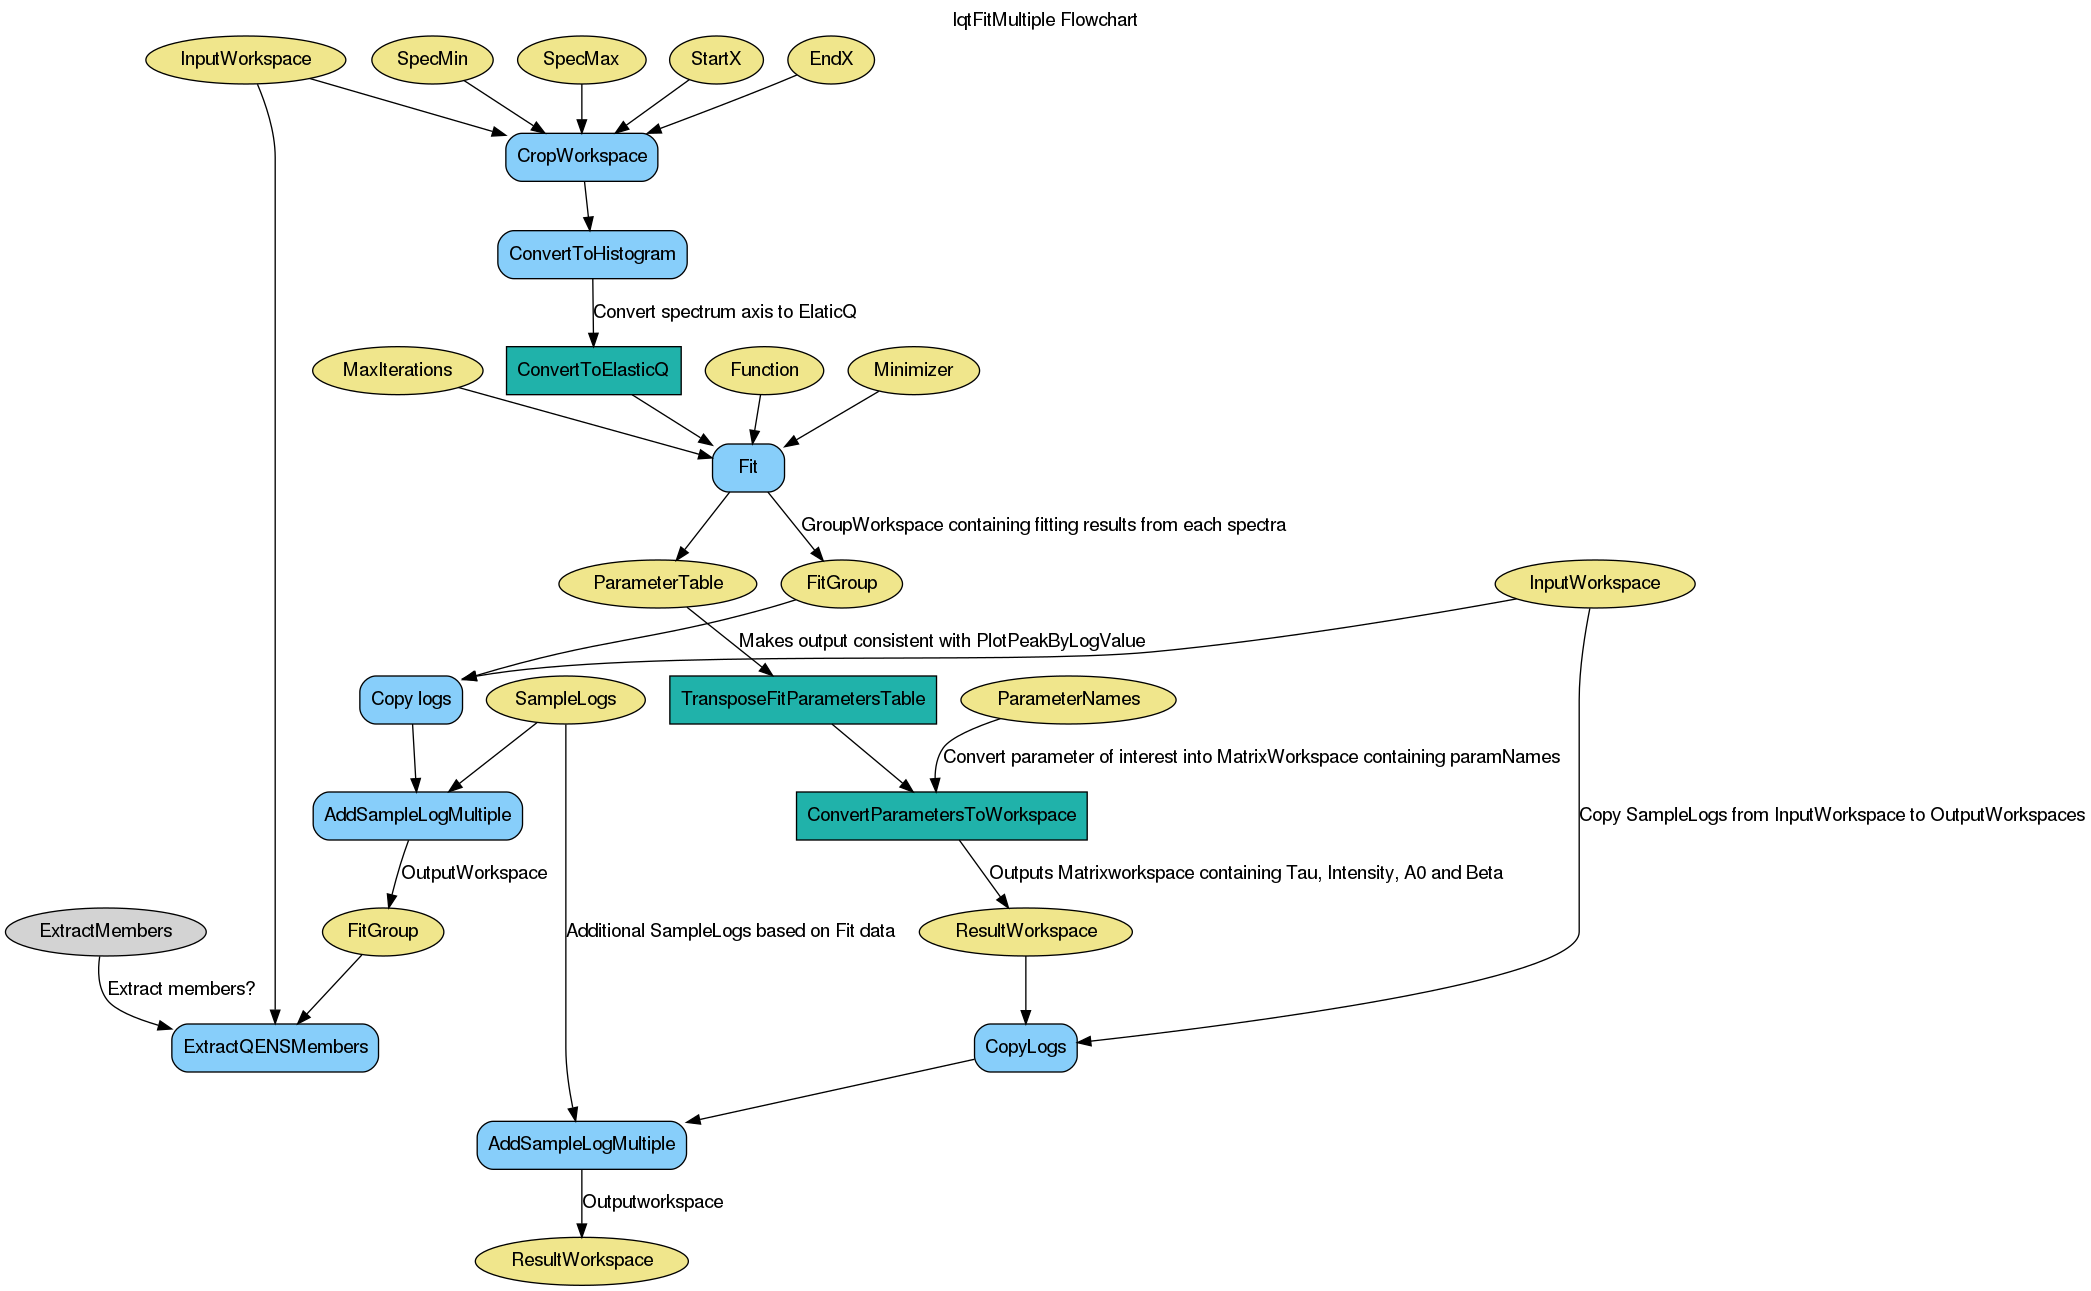 IqtFitMultiple Flowchart
InputWorkspace
SpecMin
SpecMax
StartX
EndX
CropWorkspace
ConvertToHistogram
Convert spectrum axis to ElaticQ
MaxIterations
ConvertToElasticQ
Function
Minimizer
Fit
GroupWorkspace containing fitting results from each spectra
ParameterTable
FitGroup
InputWorkspace
Makes output consistent with PlotPeakByLogValue
Copy logs
SampleLogs
TransposeFitParametersTable
ParameterNames
Convert parameter of interest into MatrixWorkspace containing paramNames
AddSampleLogMultiple
ConvertParametersToWorkspace
Copy SampleLogs from InputWorkspace to OutputWorkspaces
OutputWorkspace
Outputs Matrixworkspace containing Tau, Intensity, A0 and Beta
ExtractMembers
FitGroup
Additional SampleLogs based on Fit data
ResultWorkspace
Extract members?
ExtractQENSMembers
CopyLogs
AddSampleLogMultiple
Outputworkspace
ResultWorkspace